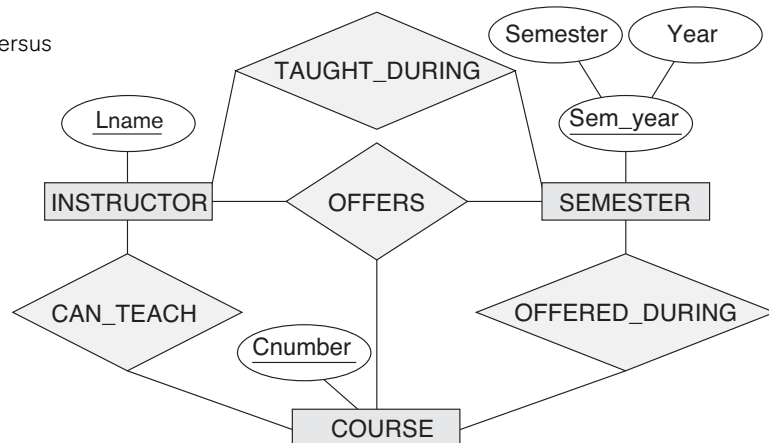 ersus
Semester
Year
TAUGHT_DURING
Lname
Sem_year
INSTRUCTOR
OFFERS
SEMESTER
CAN_TEACH
OFFERED_DURING
Cnumber
COURSE